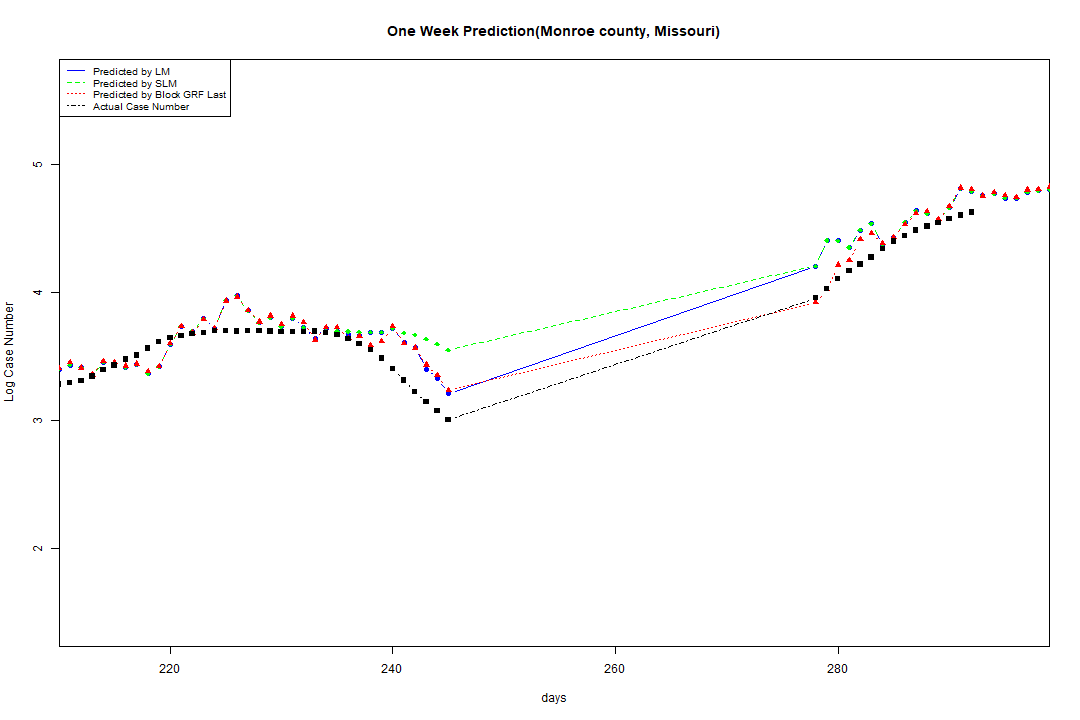 One Week Prediction(Monroe county, Missouri)
Predicted by LM
Predicted by SLM
Predicted by Block GRF Last
Actual Case Number
5
4
3
2
Log Case Number
220
240
260
280
days